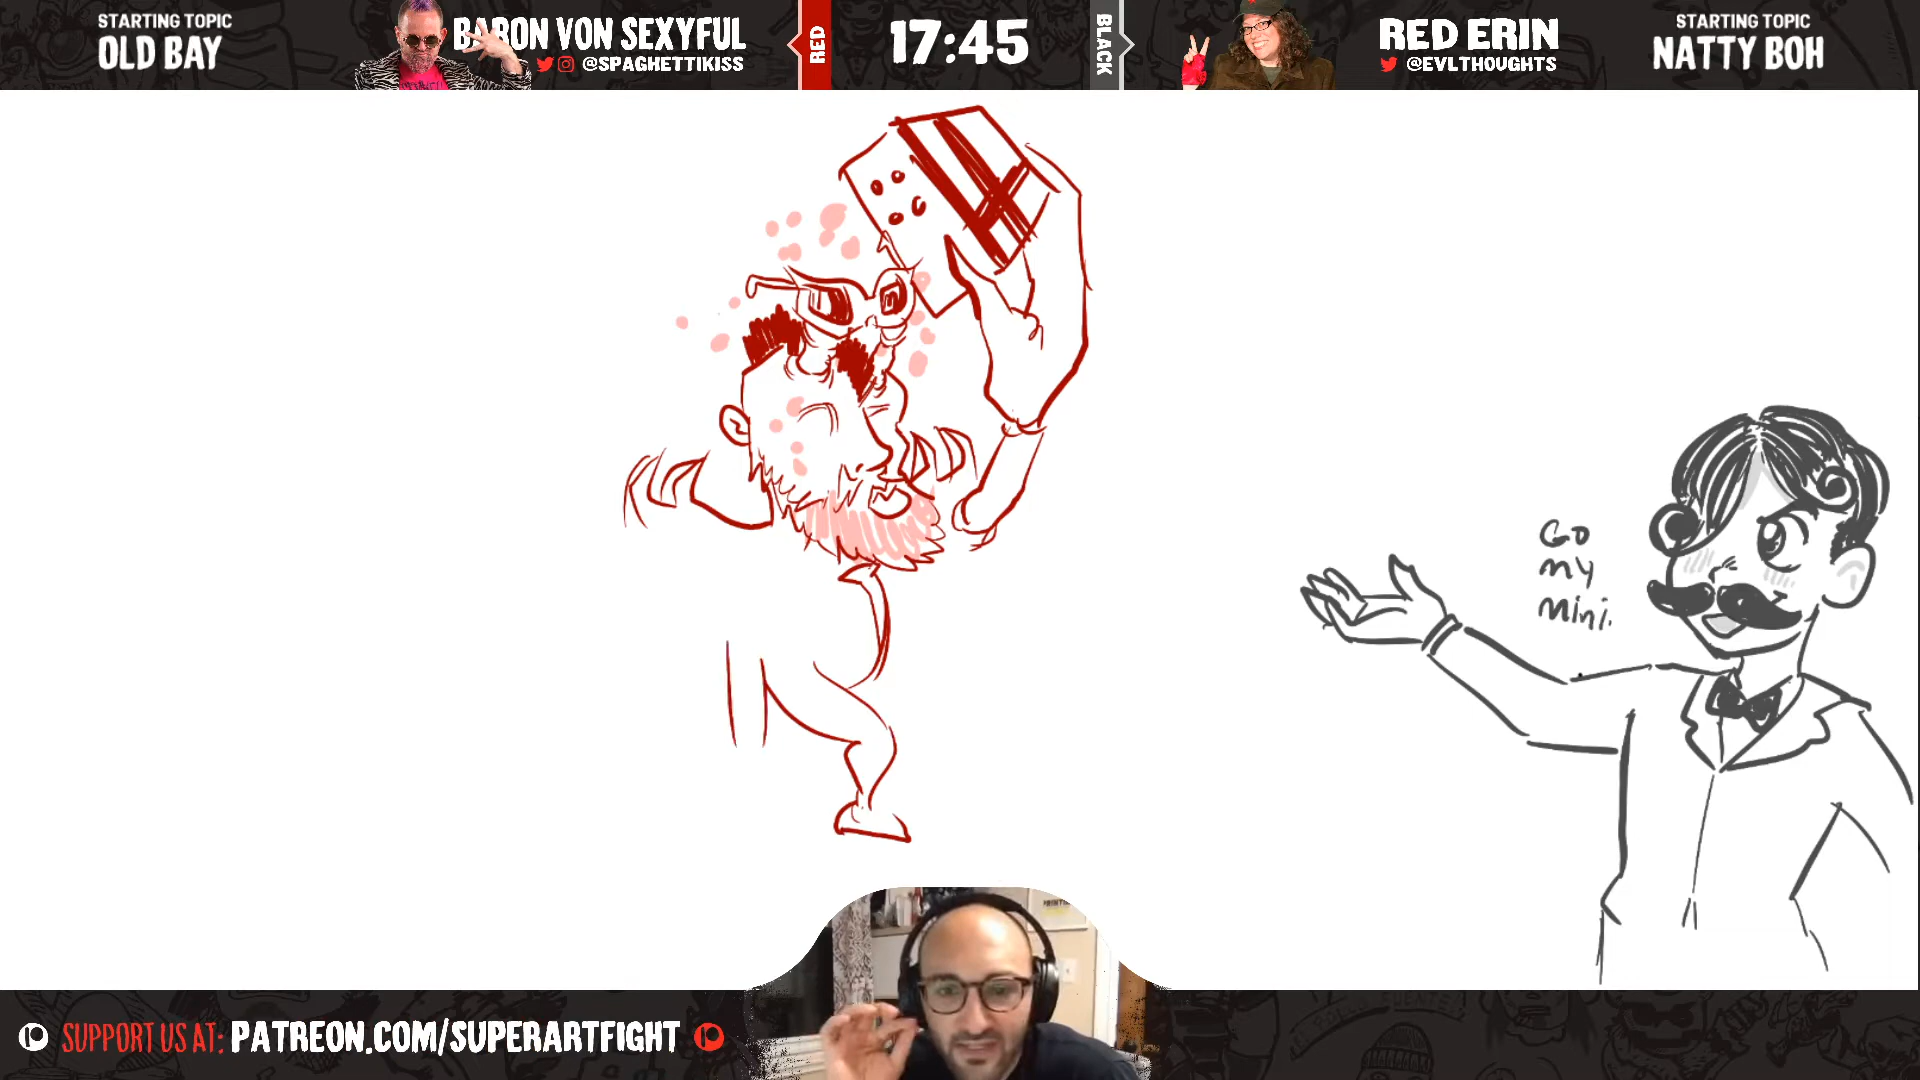 STARTING TOPIC
OLD BAY
BARON VON SEXYFUL
@SPAGHETTIKISS
RED
17:45
BLACK
RED ERIN
@EVLTHOUGHTS
STARTING TOPIC
NATTY BOH
GO
MY
MINI.
SUPPORT US AT: PATREON.COM/SUPERARTFIGHT